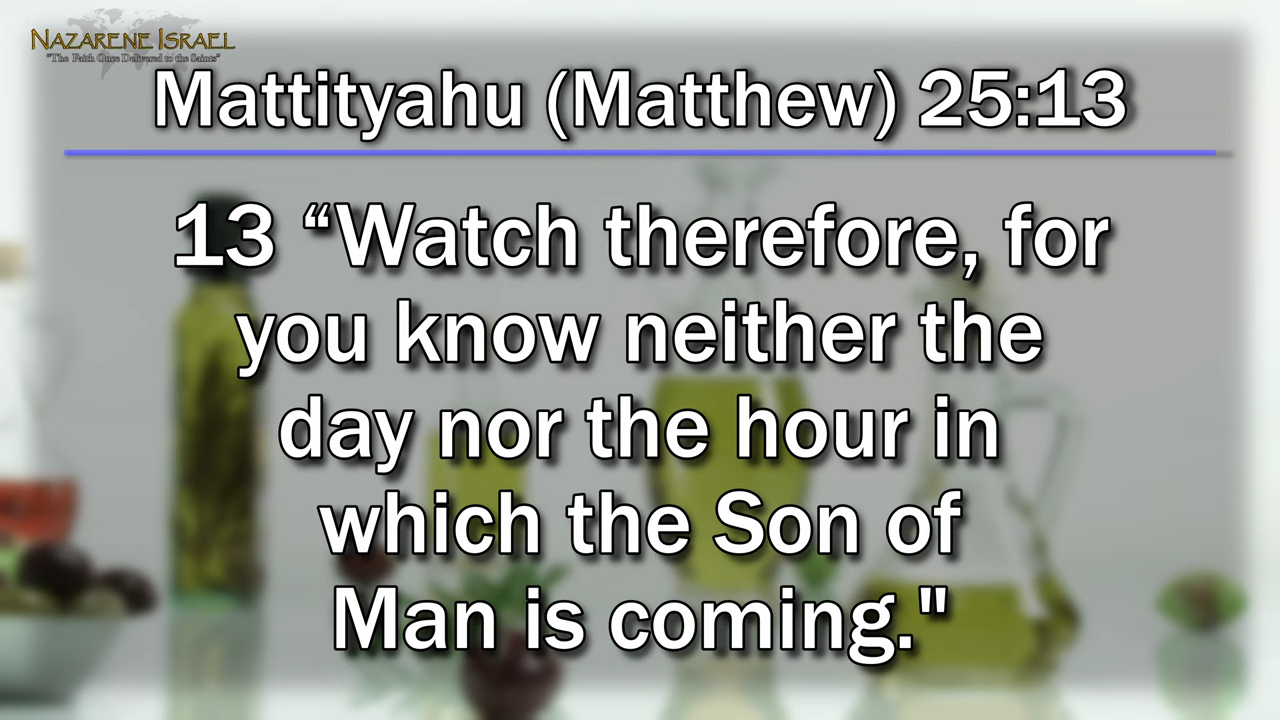 NAZARENE ISRAEL
"The Faith Once Delivered to the Saints"
Mattityahu (Matthew) 25:13
13 “Watch therefore, for
you know neither the
day nor the hour in
which the Son of
Man is coming."